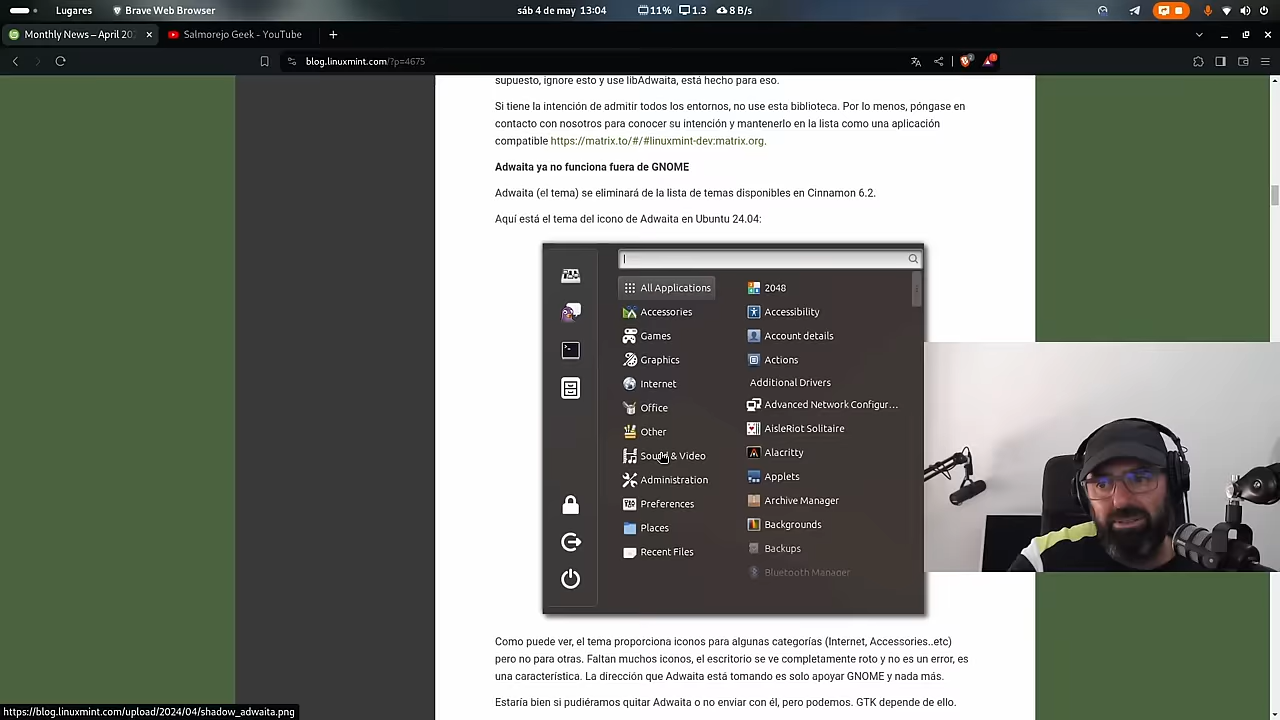 Lugares
Brave Web Browser
sáb 4 de may 13:04
11%
1.3
8 B/s
Monthly News – April 202
Salmorejo Geek - YouTube
blog.linuxmint.com/?p=4675
supuesto, ignore esto y use libAdwaita, está hecho para eso.
Si tiene la intención de admitir todos los entornos, no use esta biblioteca. Por lo menos, póngase en
contacto con nosotros para conocer su intención y mantenerlo en la lista como una aplicación
compatible https://matrix.to/#/#linuxmint-dev:matrix.org.
Adwaita ya no funciona fuera de GNOME
Adwaita (el tema) se eliminará de la lista de temas disponibles en Cinnamon 6.2.
Aquí está el tema del icono de Adwaita en Ubuntu 24.04:
All Applications
Accessories
Games
Graphics
Internet
Office
Other
Sound & Video
Administration
Preferences
Places
Recent Files
2048
Accessibility
Account details
Actions
Additional Drivers
Advanced Network Configur...
AisleRiot Solitaire
Alacritty
Applets
Archive Manager
Backgrounds
Backups
Bluetooth Manager
Como puede ver, el tema proporciona iconos para algunas categorías (Internet, Accessories..etc)
pero no para otras. Faltan muchos iconos, el escritorio se ve completamente roto y no es un error, es
una característica. La dirección que Adwaita está tomando es solo apoyar GNOME y nada más.
Estaría bien si pudiéramos quitar Adwaita o no enviar con él, pero podemos. GTK depende de ello.
https://blog.linuxmint.com/upload/2024/04/shadow_adwaita.png